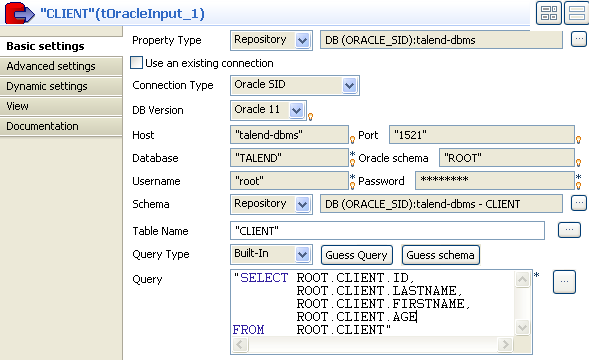 "CLIENT"(tOracleInput_1)
Basic settings
Advanced settings
Dynamic settings
View
Documentation
Property Type Repository DB (ORACLE_SID):talend-dbms ...
Use an existing connection
Connection Type Oracle SID
DB Version Oracle 11
Host "talend-dbms" Port "1521"
Database "TALEND" * Oracle schema "ROOT"
Username "root" * Password ******** *
Schema Repository DB (ORACLE_SID):talend-dbms - CLIENT ...
Table Name "CLIENT" ...
Query Type Built-In Guess Query Guess schema
Query "SELECT ROOT.CLIENT.ID, * ...
ROOT.CLIENT.LASTNAME,
ROOT.CLIENT.FIRSTNAME,
ROOT.CLIENT.AGE
FROM ROOT.CLIENT"